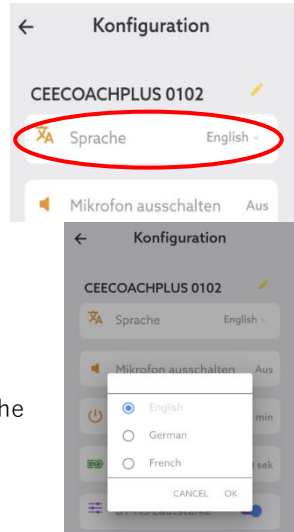 ← Konfiguration
CEECOACHPLUS 0102
Sprache English
Mikrofon ausschalten Aus
← Konfiguration
CEECOACHPLUS 0102
Sprache English
Mikrofon ausschalten Aus
English
min
he
German
French
sek
CANCEL OK